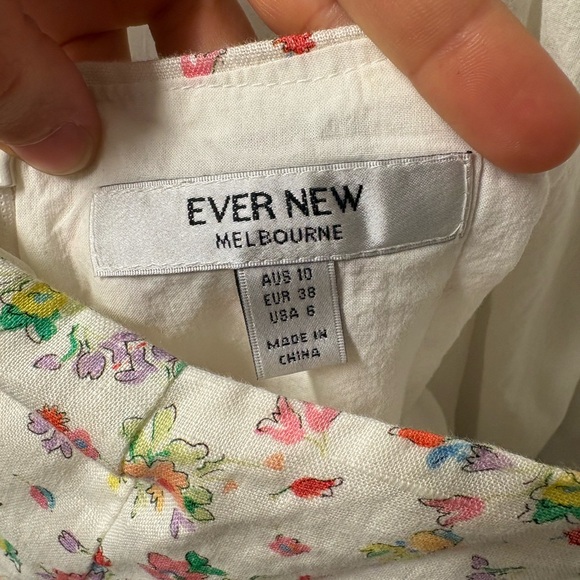 EVER NEW
MELBOURNE
AUS 10
EUR 38
USA 6
MADE IN
CHINA